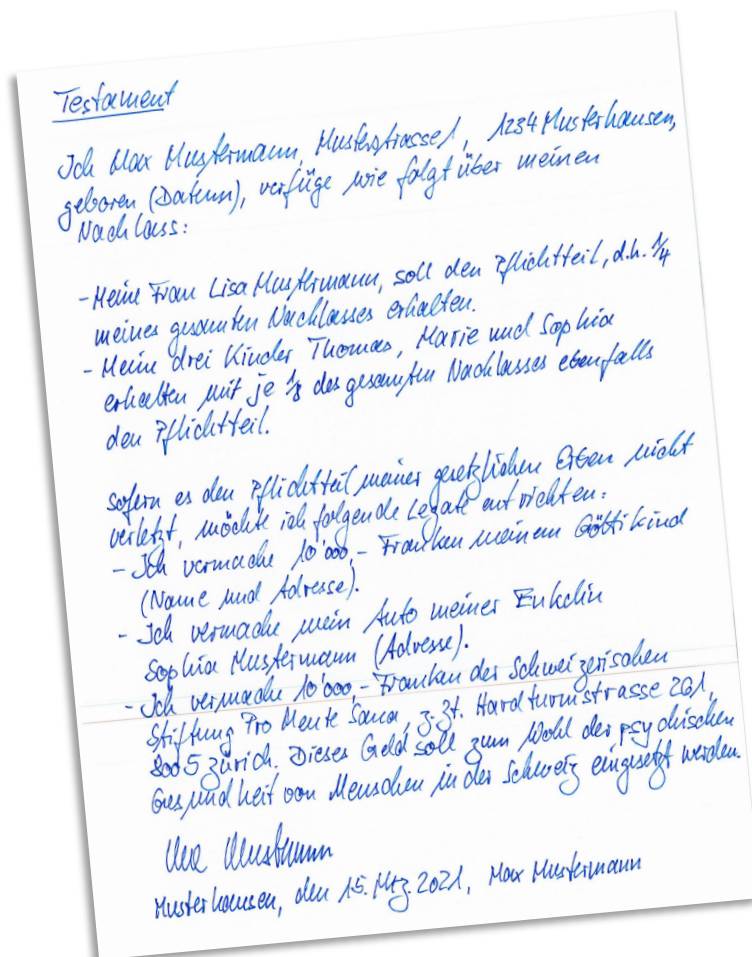 Testament
Ich Max Mustermann, Musterstrasse 1, 1234 Musterhausen,
geboren (Datum), verfüge wie folgt über meinen
Nachlass:
- Meine Frau Lisa Mustermann, soll den Pflichtteil, d.h. 1/4
meines gesamten Nachlasses erhalten.
- Meine drei Kinder Thomas, Marie und Sophia
erhalten mit je 1/8 des gesamten Nachlasses ebenfalls
den Pflichtteil.
Sofern es den Pflichtteil meiner gesetzlichen Erben nicht
verletzt, möchte ich folgende Legate entrichten:
- Ich vermache 10'000.- Franken meinem Göttikind
(Name und Adresse).
- Ich vermache mein Auto meiner Enkelin
Sophia Mustermann (Adresse).
- Ich vermache 10'000.- Franken der Schweizerischen
Stiftung Pro Mente Sana, z.Zt. Hardturmstrasse 261,
8005 Zürich. Dieses Geld soll zum Wohl der psychischen
Gesundheit von Menschen in der Schweiz eingesetzt werden.
Max Mustermann
Musterhausen, den 15. Mrz. 2021, Max Mustermann